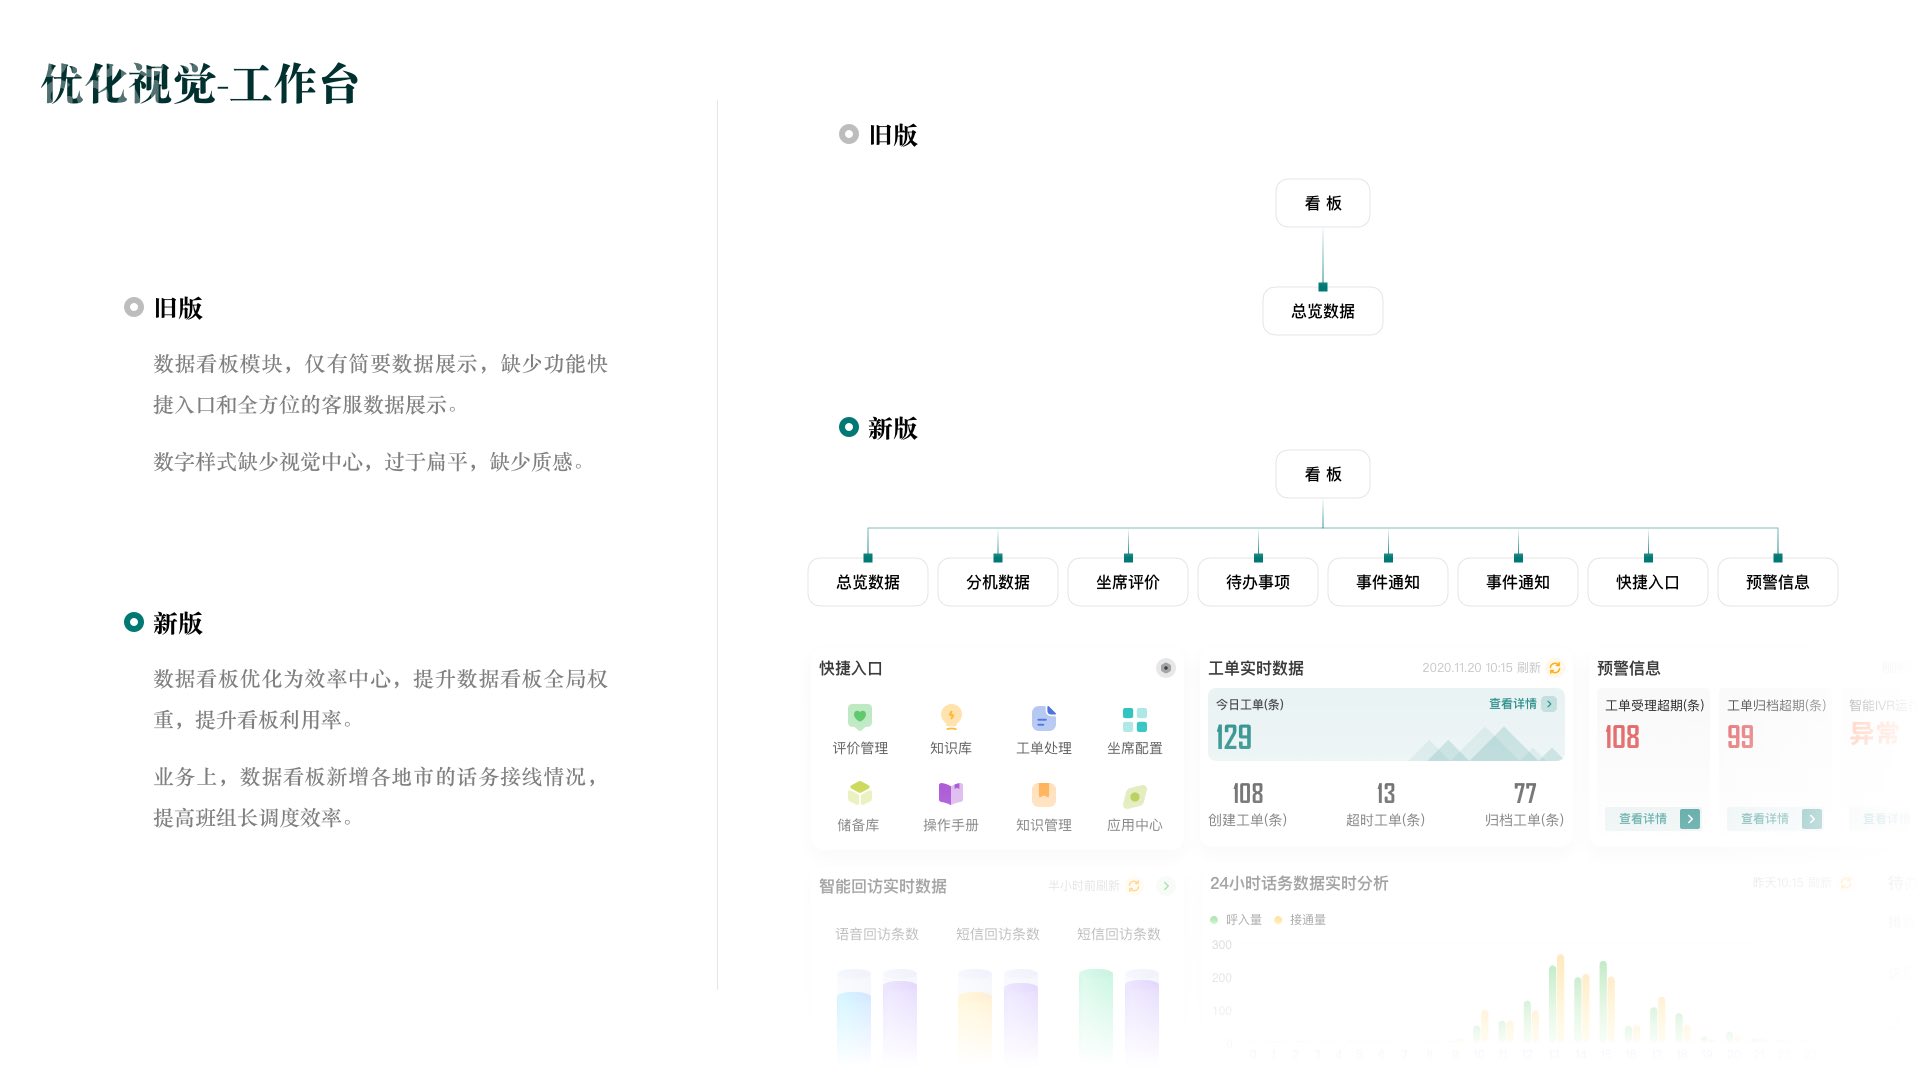 优化视觉-工作台
旧版
数据看板模块，仅有简要数据展示，缺少功能快
捷入口和全方位的客服数据展示。
数字样式缺少视觉中心，过于扁平，缺少质感。
新版
数据看板优化为效率中心，提升数据看板全局权
重，提升看板利用率。
业务上，数据看板新增各地市的话务接线情况，
提高班组长调度效率。
旧版
看 板
总览数据
新版
看 板
总览数据 分机数据 坐席评价 待办事项 事件通知 事件通知 快捷入口 预警信息
快捷入口
评价管理 知识库 工单处理 坐席配置
储备库 操作手册 知识管理 应用中心
工单实时数据 2020.11.20 10:15 刷新
今日工单(条) 查看详情
129
108 13 77
创建工单(条) 超时工单(条) 归档工单(条)
预警信息
工单受理超期(条) 工单归档超期(条) 智能IVR运
108 99 异常
查看详情 查看详情 查看详情
智能回访实时数据 半小时前刷新
语音回访条数 短信回访条数 短信回访条数
24小时话务数据实时分析 昨天10.15 刷新
呼入量 接通量
300
200
100
0